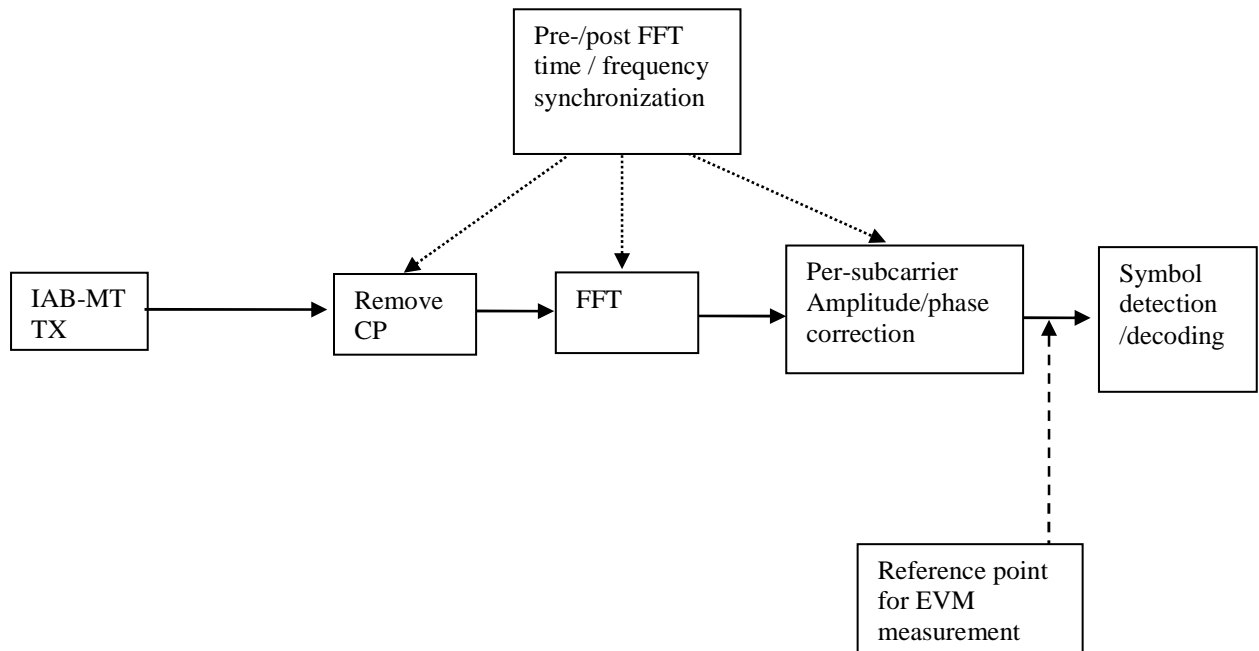 Pre-/post FFT
time / frequency
synchronization
IAB-MT
TX
Remove
CP
FFT
Per-subcarrier
Amplitude/phase
correction
Symbol
detection
/decoding
Reference point
for EVM
measurement